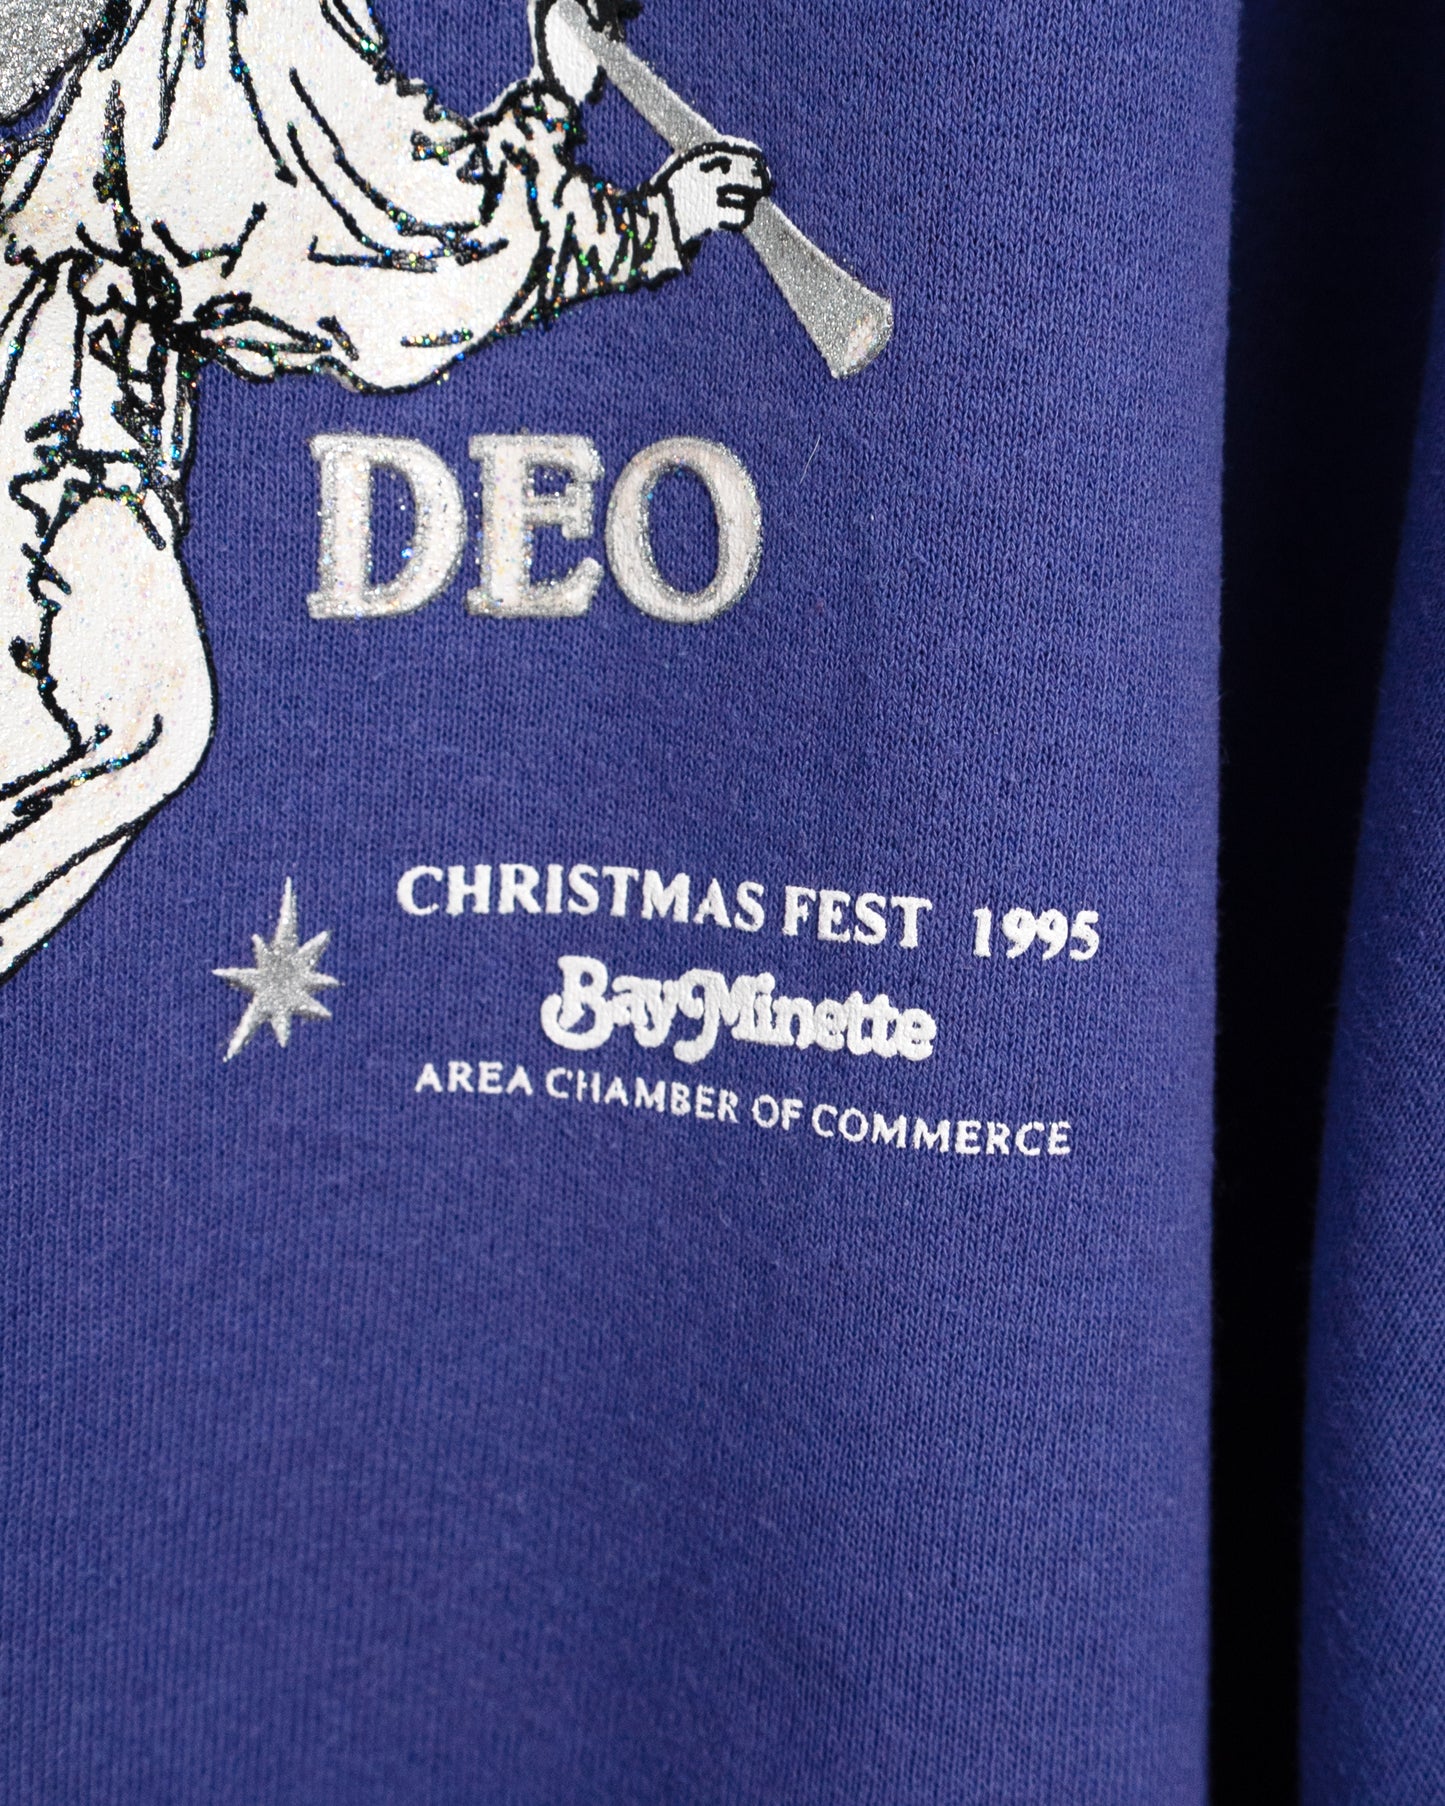 DEO
CHRISTMAS FEST 1995
Bay Minette
AREA CHAMBER OF COMMERCE